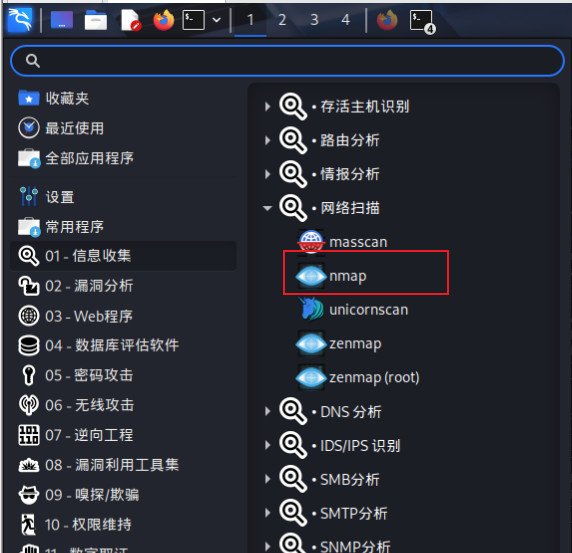 1 2 3 4
4
收藏夹
最近使用
全部应用程序
设置
常用程序
01 - 信息收集
02 - 漏洞分析
03 - Web程序
04 - 数据库评估软件
05 - 密码攻击
06 - 无线攻击
07 - 逆向工程
08 - 漏洞利用工具集
09 - 嗅探/欺骗
10 - 权限维持
11 - 数字取证
• 存活主机识别
• 路由分析
• 情报分析
• 网络扫描
masscan
nmap
unicornscan
zenmap
zenmap (root)
• DNS 分析
• IDS/IPS 识别
• SMB分析
• SMTP分析
• SNMP分析